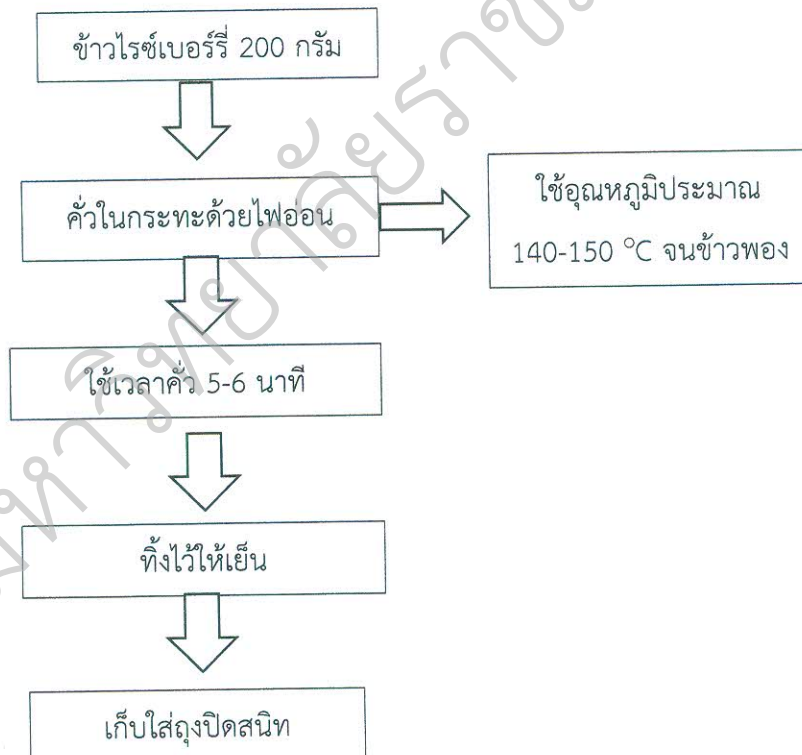 ข้าวไรซ์เบอร์รี่ 200 กรัม
คั่วในกระทะด้วยไฟอ่อน
ใช้อุณหภูมิประมาณ
140-150 °C จนข้าวพอง
ใช้เวลาคั่ว 5-6 นาที
ทิ้งไว้ให้เย็น
เก็บใส่ถุงปิดสนิท